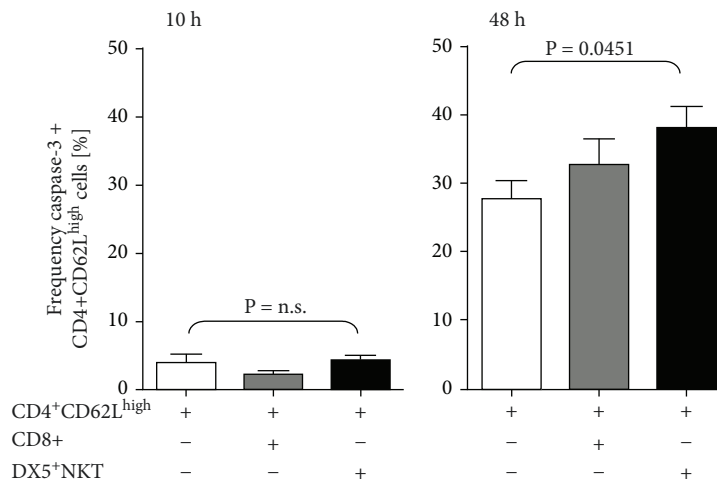 10 h
48 h
Frequency caspase-3 +
CD4+CD62L^high cells [%]
50
40
30
20
10
0
P = n.s.
50
40
30
20
10
0
P = 0.0451
CD4⁺CD62L^high + + + + + +
CD8+ − + − − + −
DX5⁺NKT − − + − − +